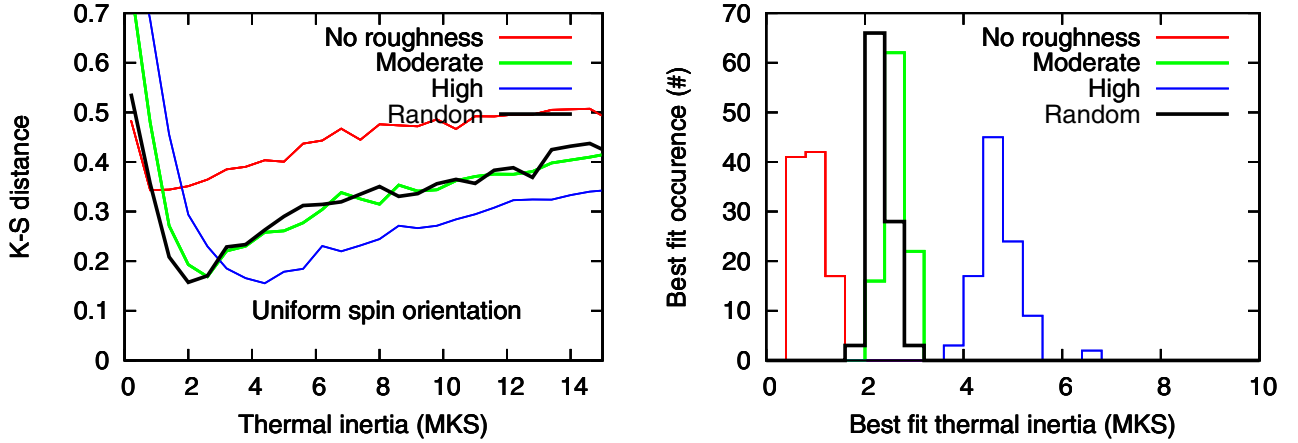 K-S distance
0.7
0.6
0.5
0.4
0.3
0.2
0.1
0
No roughness
Moderate
High
Random
Uniform spin orientation
0 2 4 6 8 10 12 14
Thermal inertia (MKS)
Best fit occurence (#)
70
60
50
40
30
20
10
0
No roughness
Moderate
High
Random
0 2 4 6 8 10
Best fit thermal inertia (MKS)